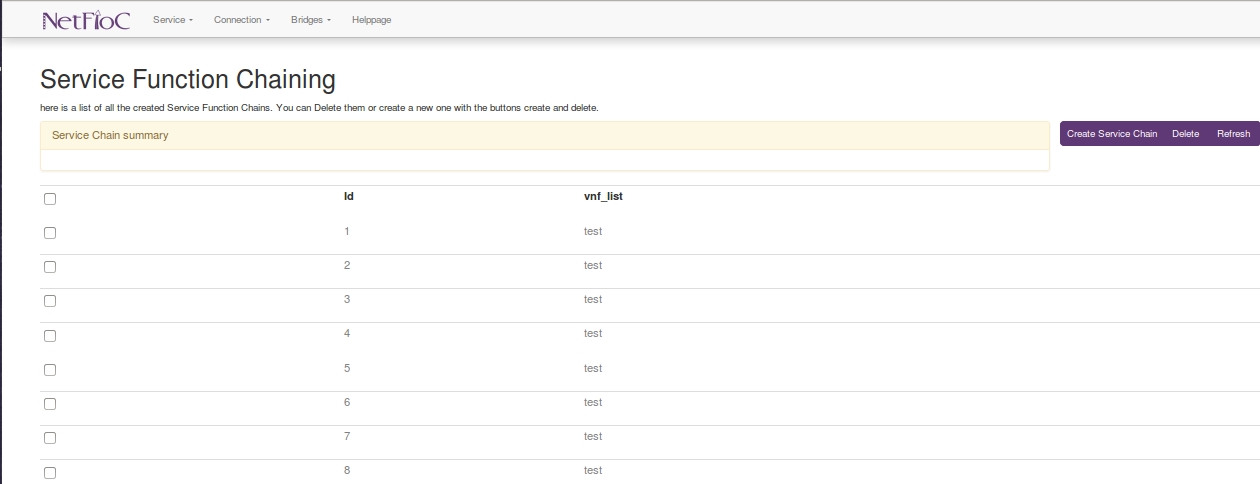 NetFloC Service Connection Bridges Helppage
Service Function Chaining
here is a list of all the created Service Function Chains. You can Delete them or create a new one with the buttons create and delete.
Service Chain summary
Create Service Chain Delete Refresh
Id vnf_list
1 test
2 test
3 test
4 test
5 test
6 test
7 test
8 test